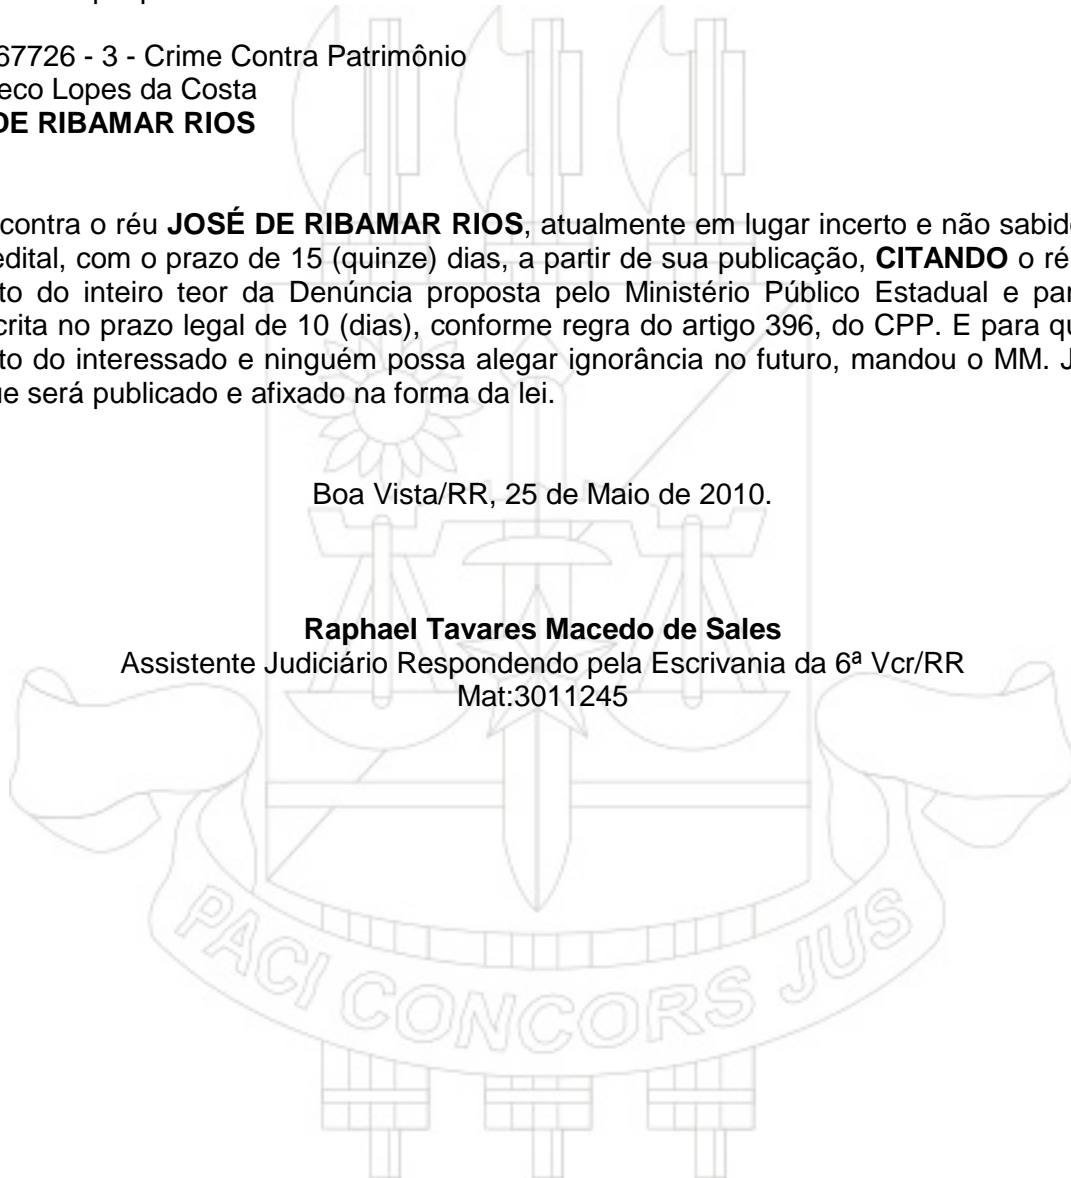 67726 - 3 - Crime Contra Patrimônio
eco Lopes da Costa
DE RIBAMAR RIOS
contra o réu JOSÉ DE RIBAMAR RIOS, atualmente em lugar incerto e não sabid
edital, com o prazo de 15 (quinze) dias, a partir de sua publicação, CITANDO o ré
to do inteiro teor da Denúncia proposta pelo Ministério Público Estadual e par
crita no prazo legal de 10 (dias), conforme regra do artigo 396, do CPP. E para qu
to do interessado e ninguém possa alegar ignorância no futuro, mandou o MM. J
ue será publicado e afixado na forma da lei.
Boa Vista/RR, 25 de Maio de 2010.
Raphael Tavares Macedo de Sales
Assistente Judiciário Respondendo pela Escrivania da 6ª Vcr/RR
Mat:3011245
PACI CONCORS JUS